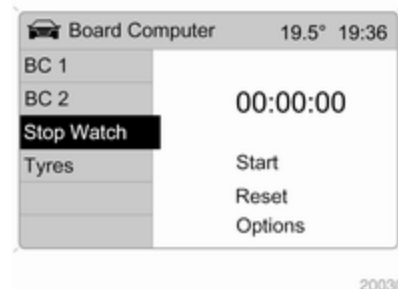 Board Computer 19.5° 19:36
BC 1
BC 2
00:00:00
Stop Watch
Tyres
Start
Reset
Options